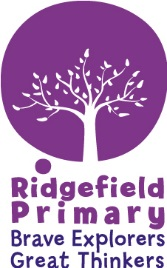 Ridgefield
Primary
Brave Explorers
Great Thinkers